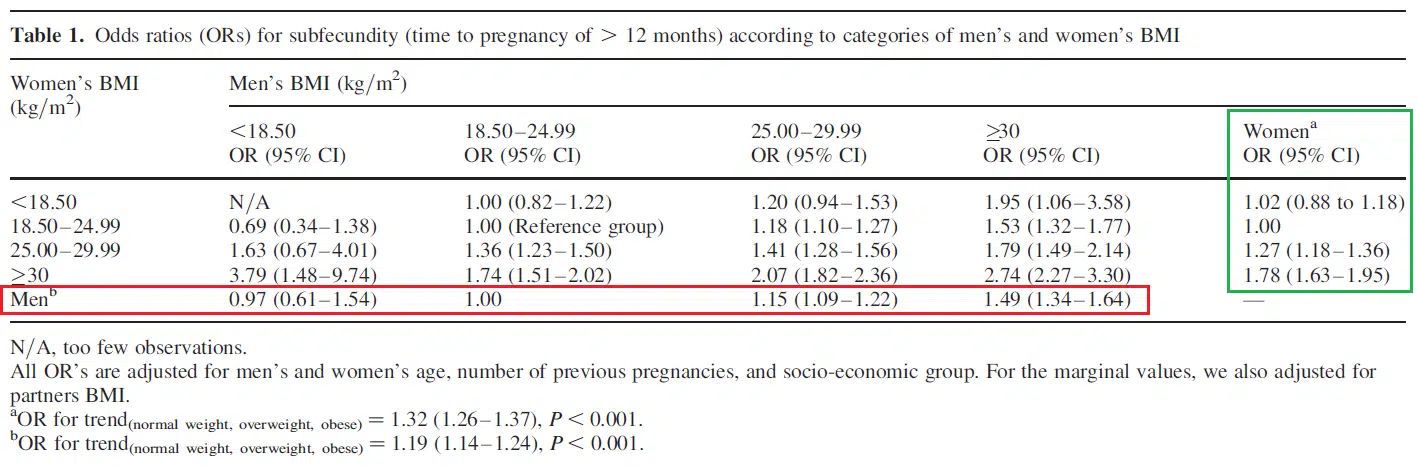 Table 1. Odds ratios (ORs) for subfecundity (time to pregnancy of > 12 months) according to categories of men's and women's BMI
Women's BMI (kg/m²) Men's BMI (kg/m²)
<18.50 18.50–24.99 25.00–29.99 ≥30 Womenᵃ
OR (95% CI) OR (95% CI) OR (95% CI) OR (95% CI) OR (95% CI)
<18.50 N/A 1.00 (0.82–1.22) 1.20 (0.94–1.53) 1.95 (1.06–3.58) 1.02 (0.88 to 1.18)
18.50–24.99 0.69 (0.34–1.38) 1.00 (Reference group) 1.18 (1.10–1.27) 1.53 (1.32–1.77) 1.00
25.00–29.99 1.63 (0.67–4.01) 1.36 (1.23–1.50) 1.41 (1.28–1.56) 1.79 (1.49–2.14) 1.27 (1.18–1.36)
≥30 3.79 (1.48–9.74) 1.74 (1.51–2.02) 2.07 (1.82–2.36) 2.74 (2.27–3.30) 1.78 (1.63–1.95)
Menᵇ 0.97 (0.61–1.54) 1.00 1.15 (1.09–1.22) 1.49 (1.34–1.64) —
N/A, too few observations.
All OR's are adjusted for men's and women's age, number of previous pregnancies, and socio-economic group. For the marginal values, we also adjusted for
partners BMI.
ᵃOR for trend(normal weight, overweight, obese) = 1.32 (1.26–1.37), P < 0.001.
ᵇOR for trend(normal weight, overweight, obese) = 1.19 (1.14–1.24), P < 0.001.